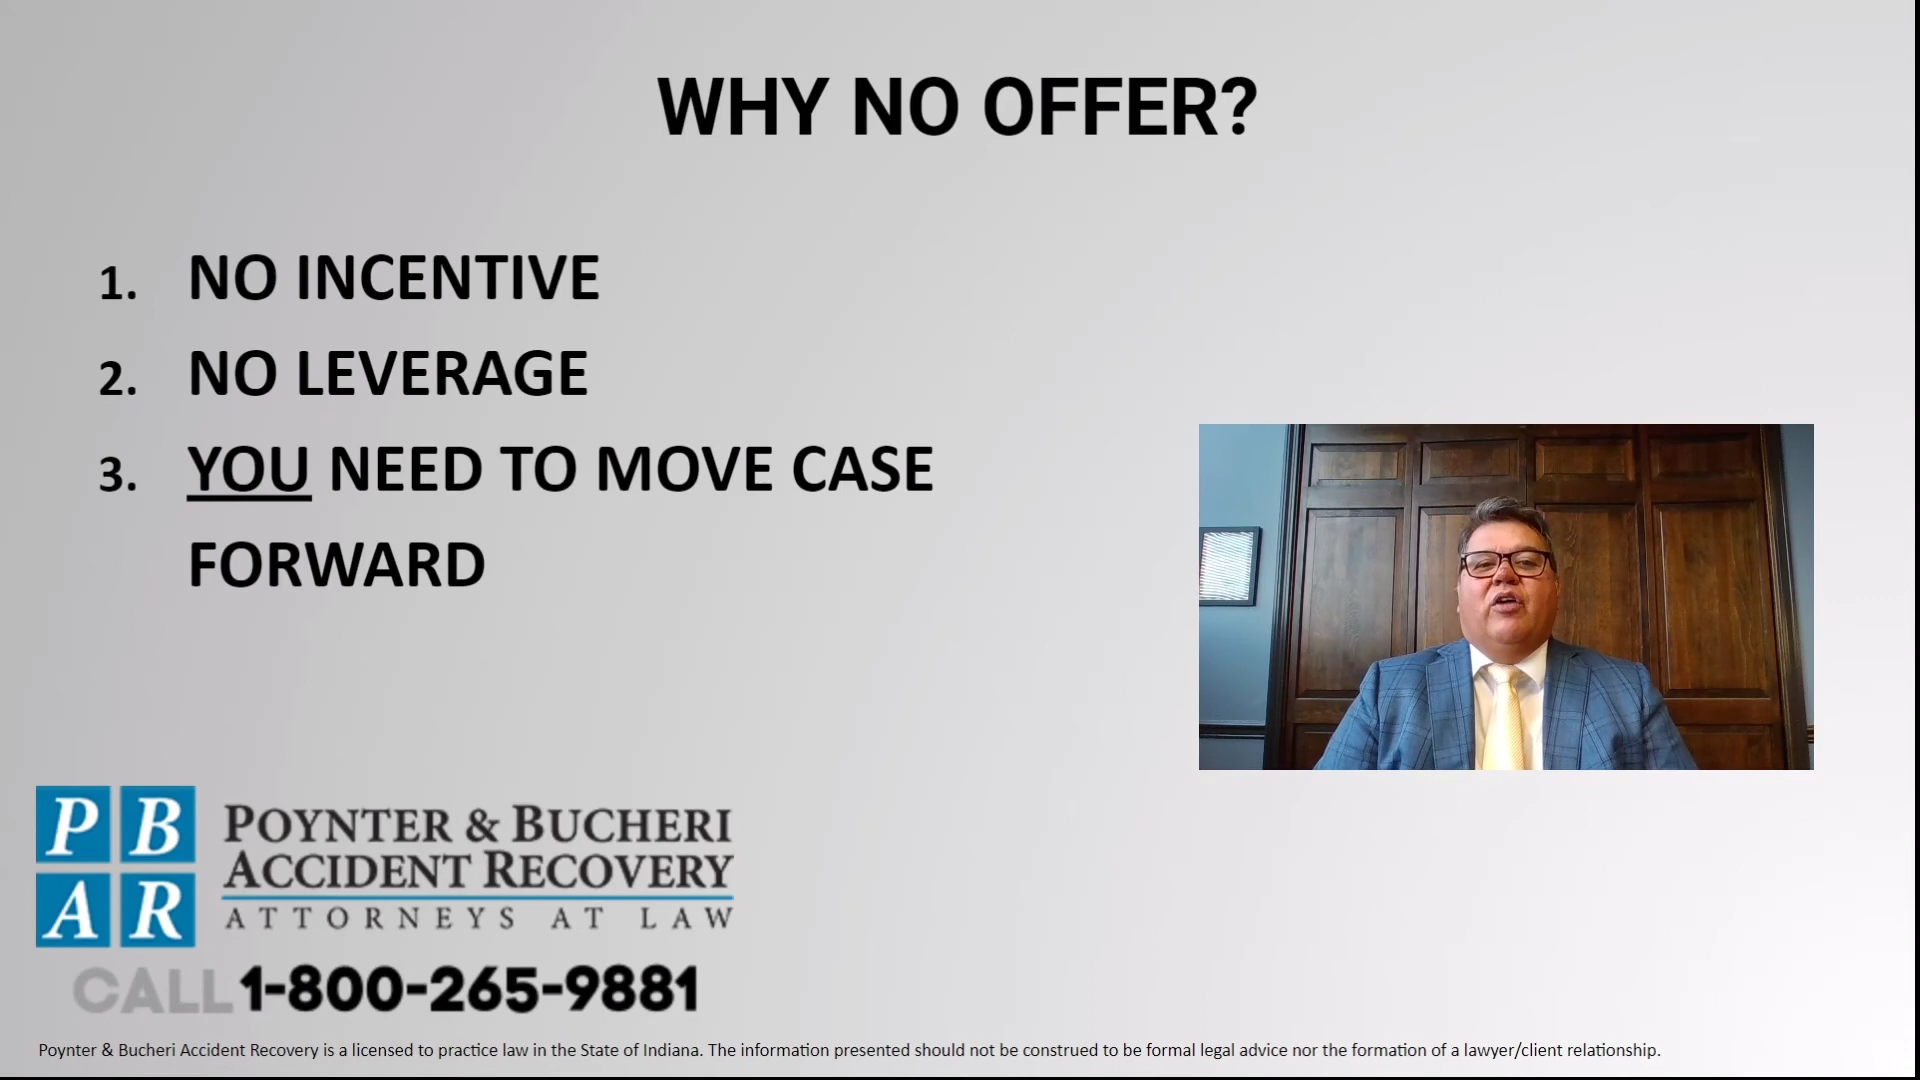 WHY NO OFFER?
1. NO INCENTIVE
2. NO LEVERAGE
3. YOU NEED TO MOVE CASE
FORWARD
P B
A R
POYNTER & BUCHERI
ACCIDENT RECOVERY
ATTORNEYS AT LAW
CALL 1-800-265-9881
Poynter & Bucheri Accident Recovery is a licensed to practice law in the State of Indiana. The information presented should not be construed to be formal legal advice nor the formation of a lawyer/client relationship.